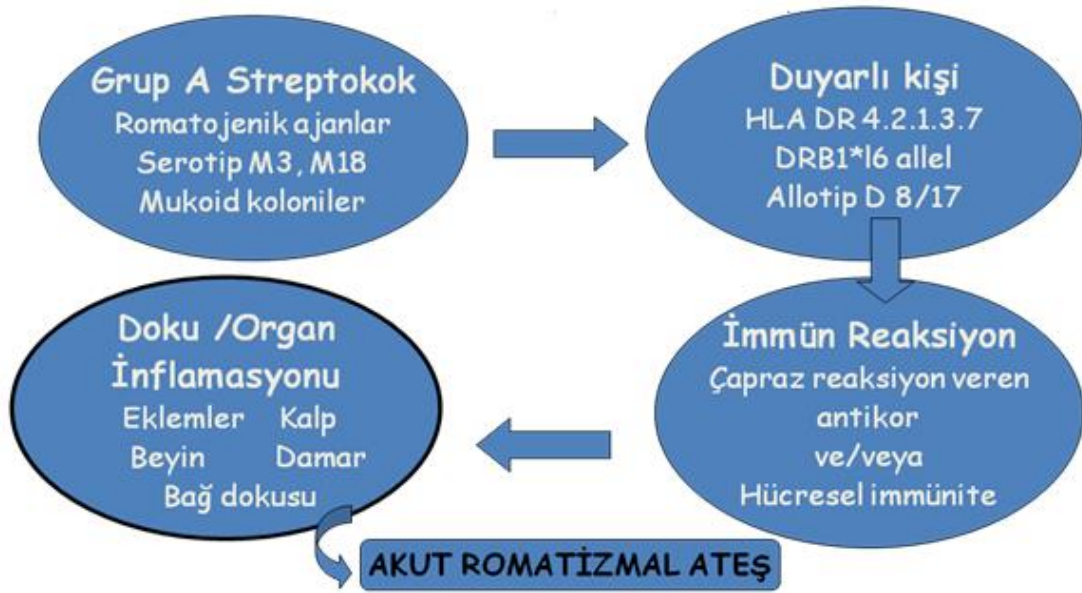 Grup A Streptokok
Romatojenik ajanlar
Serotip M3, M18
Mukoid koloniler
Duyarlı kişi
HLA DR 4.2.1.3.7
DRB1*l6 allel
Allotip D 8/17
İmmün Reaksiyon
Çapraz reaksiyon veren
antikor
ve/veya
Hücresel immünite
Doku /Organ
İnflamasyonu
Eklemler Kalp
Beyin Damar
Bağ dokusu
AKUT ROMATİZMAL ATEŞ